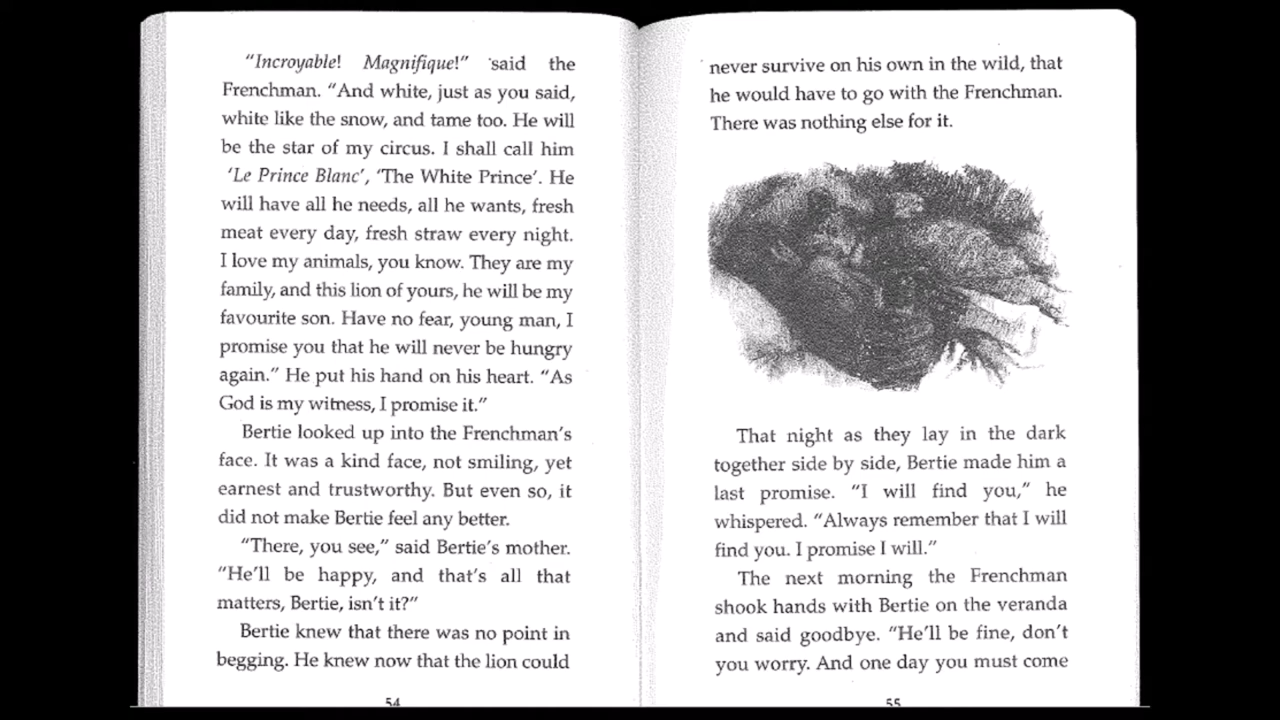 "Incroyable! Magnifique!" said the
Frenchman. "And white, just as you said,
white like the snow, and tame too. He will
be the star of my circus. I shall call him
'Le Prince Blanc', 'The White Prince'. He
will have all he needs, all he wants, fresh
meat every day, fresh straw every night.
I love my animals, you know. They are my
family, and this lion of yours, he will be my
favourite son. Have no fear, young man, I
promise you that he will never be hungry
again." He put his hand on his heart. "As
God is my witness, I promise it."
Bertie looked up into the Frenchman's
face. It was a kind face, not smiling, yet
earnest and trustworthy. But even so, it
did not make Bertie feel any better.
"There, you see," said Bertie's mother.
"He'll be happy, and that's all that
matters, Bertie, isn't it?"
Bertie knew that there was no point in
begging. He knew now that the lion could
54
never survive on his own in the wild, that
he would have to go with the Frenchman.
There was nothing else for it.
That night as they lay in the dark
together side by side, Bertie made him a
last promise. "I will find you," he
whispered. "Always remember that I will
find you. I promise I will."
The next morning the Frenchman
shook hands with Bertie on the veranda
and said goodbye. "He'll be fine, don't
you worry. And one day you must come
55